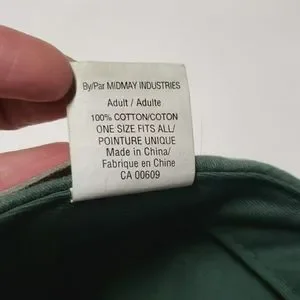 By/Par MIDMAY INDUSTRIES
Adult / Adulte
100% COTTON/COTON
ONE SIZE FITS ALL/
POINTURE UNIQUE
Made in China/
Fabrique en Chine
CA 00609